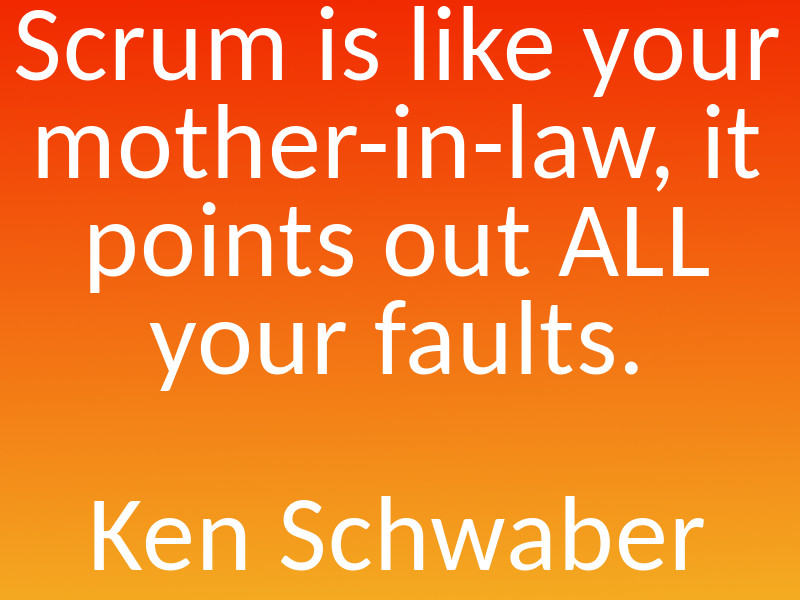 Scrum is like your
mother-in-law, it
points out ALL
your faults.
Ken Schwaber